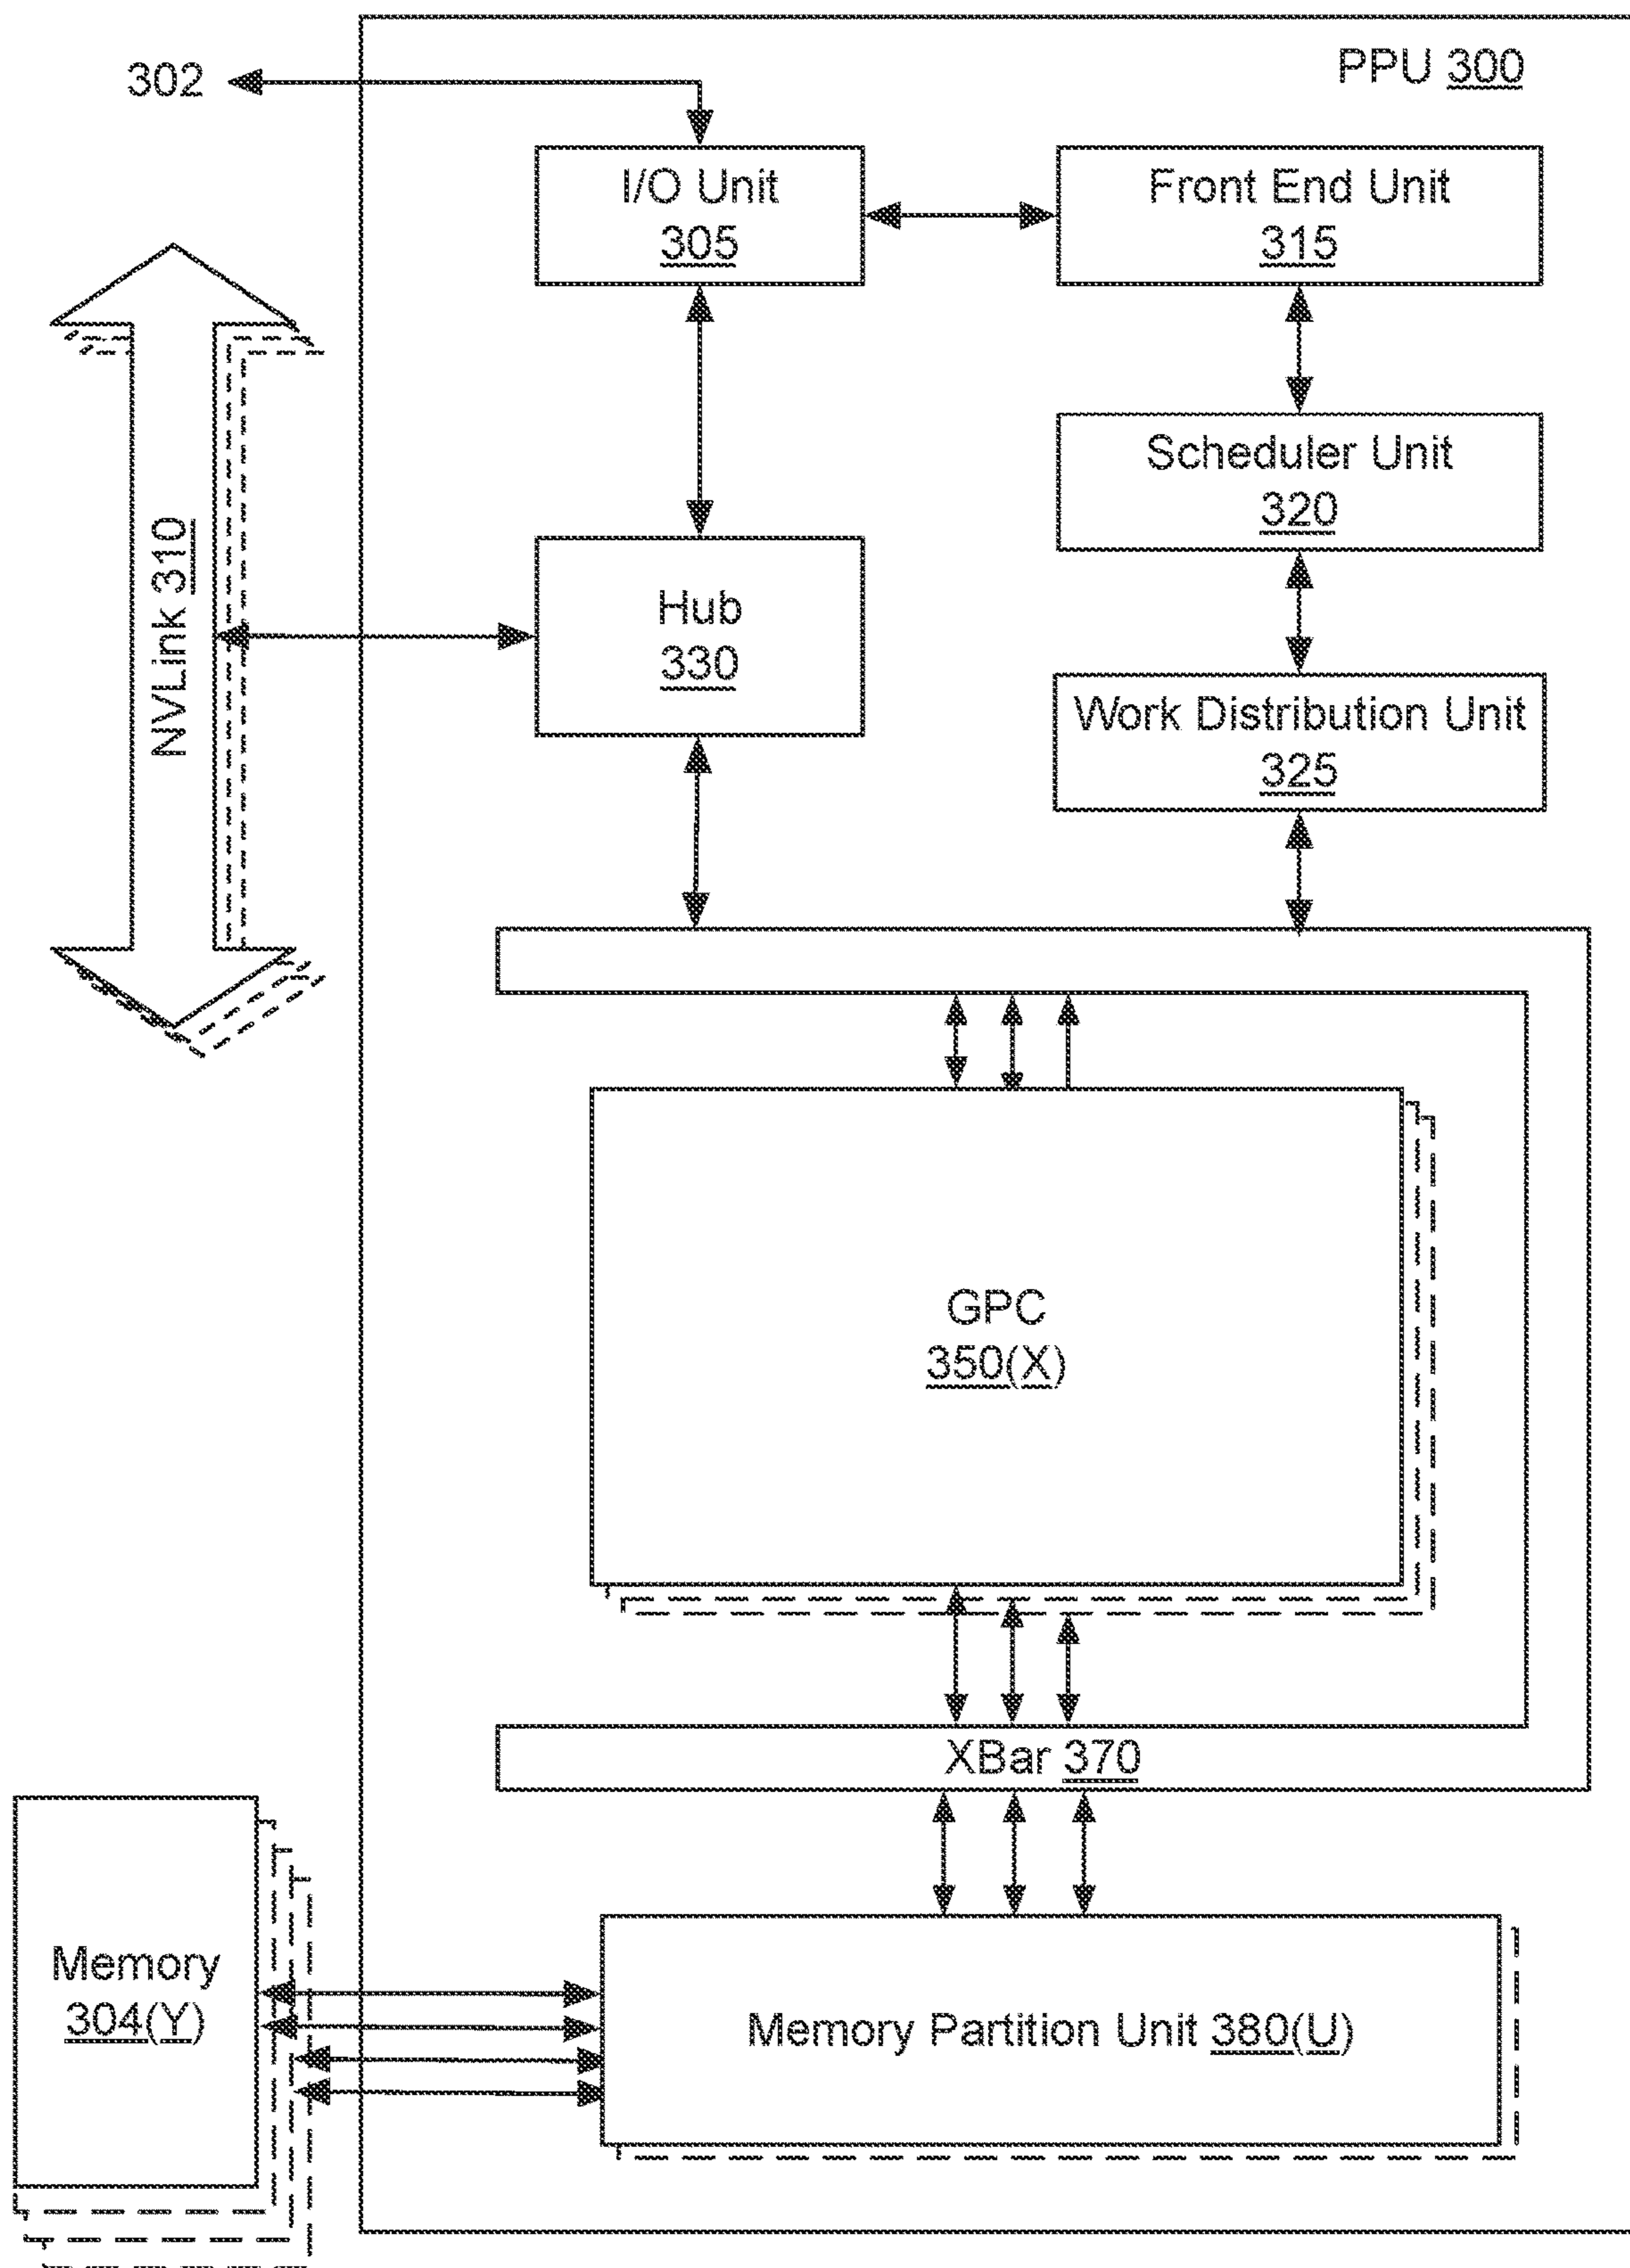 PPU 300
302
I/O Unit
305
Front End Unit
315
Scheduler Unit
320
NVLink 310
Hub
330
Work Distribution Unit
325
GPC
350(X)
XBar 370
Memory
304(Y)
Memory Partition Unit 380(U)